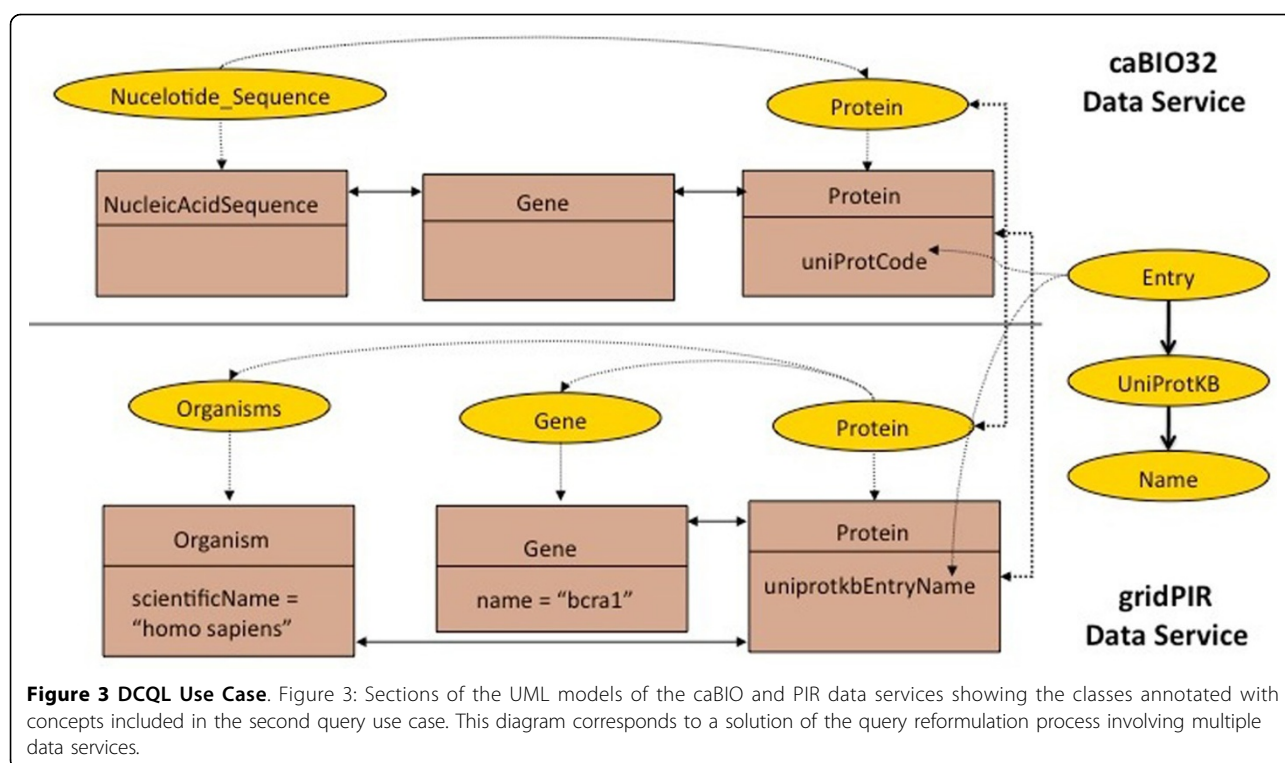 caBIO32
Data Service
Nucelotide_Sequence
Protein
NucleicAcidSequence
Gene
Protein
uniProtCode
Entry
UniProtKB
Name
Organisms
Gene
Protein
Organism
scientificName =
"homo sapiens"
Gene
name = "bcra1"
Protein
uniprotkbEntryName
gridPIR
Data Service
Figure 3 DCQL Use Case. Figure 3: Sections of the UML models of the caBIO and PIR data services showing the classes annotated with
concepts included in the second query use case. This diagram corresponds to a solution of the query reformulation process involving multiple
data services.